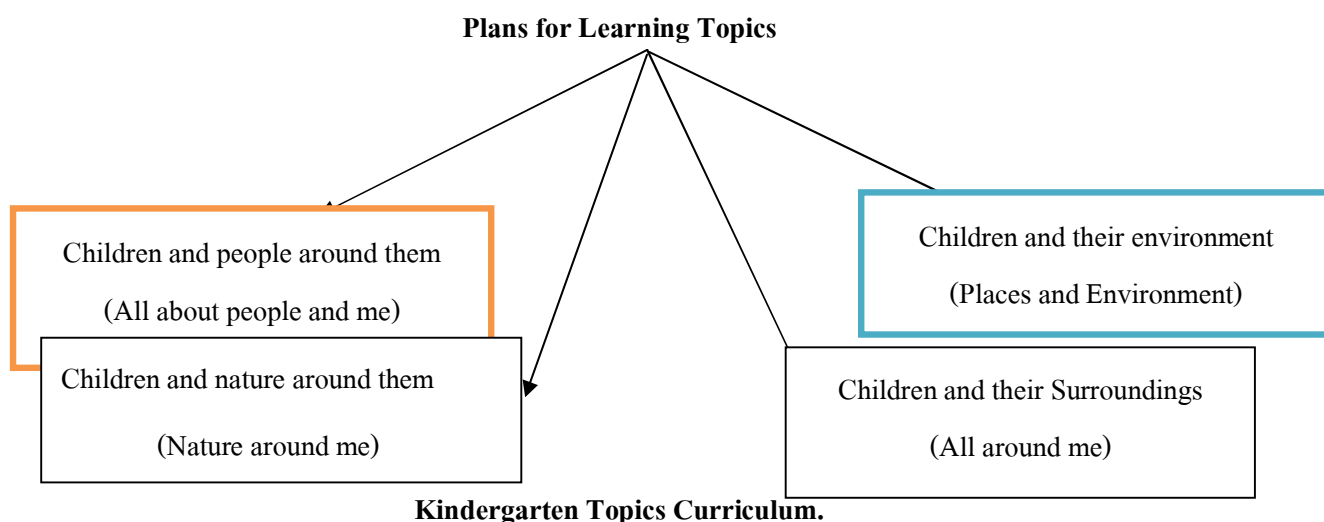 Plans for Learning Topics
Children and people around them
(All about people and me)
Children and their environment
(Places and Environment)
Children and nature around them
(Nature around me)
Children and their Surroundings
(All around me)
Kindergarten Topics Curriculum.